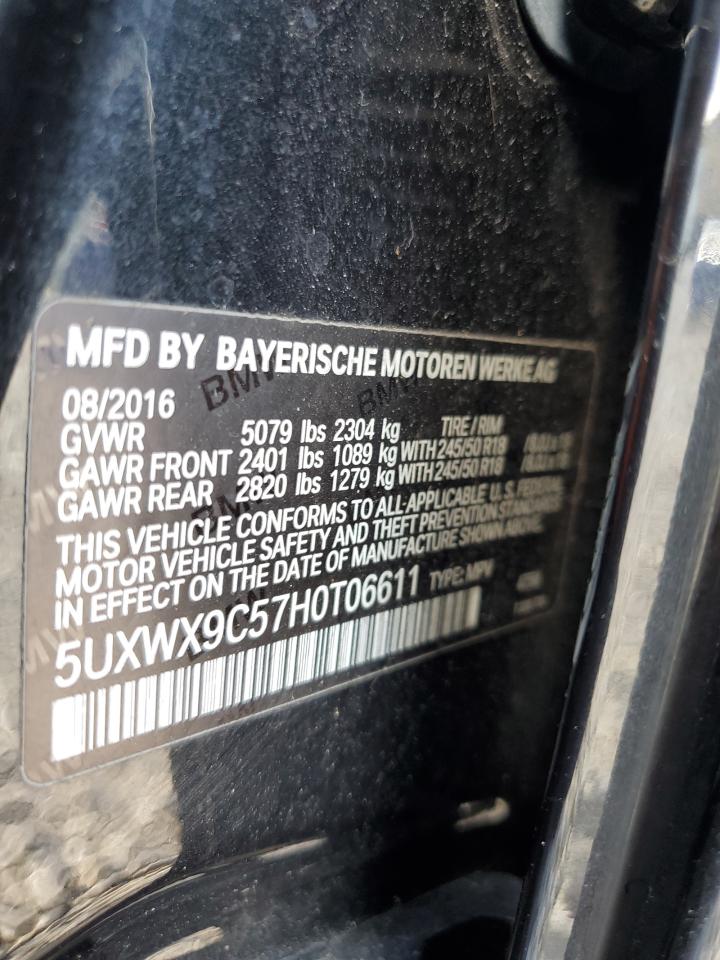 MFD BY BAYERISCHE MOTOREN WERKE AG
08/2016
TIRE / RIM
GVWR 5079 lbs 2304 kg
GAWR FRONT 2401 lbs 1089 kg WITH 245/50 R18
GAWR REAR 2820 lbs 1279 kg WITH 245/50 R18
THIS VEHICLE CONFORMS TO ALL APPLICABLE U.S. FEDERAL
MOTOR VEHICLE SAFETY AND THEFT PREVENTION STANDARDS
IN EFFECT ON THE DATE OF MANUFACTURE SHOWN ABOVE.
5UXWX9C57H0T06611 TYPE: MPV